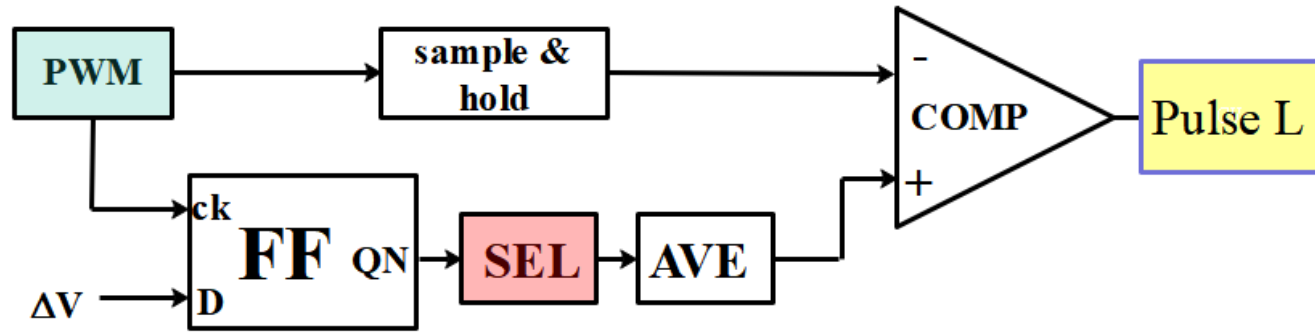 PWM
sample &
hold
-
COMP
+
Pulse L
ck
FF
QN
D
ΔV
SEL
AVE